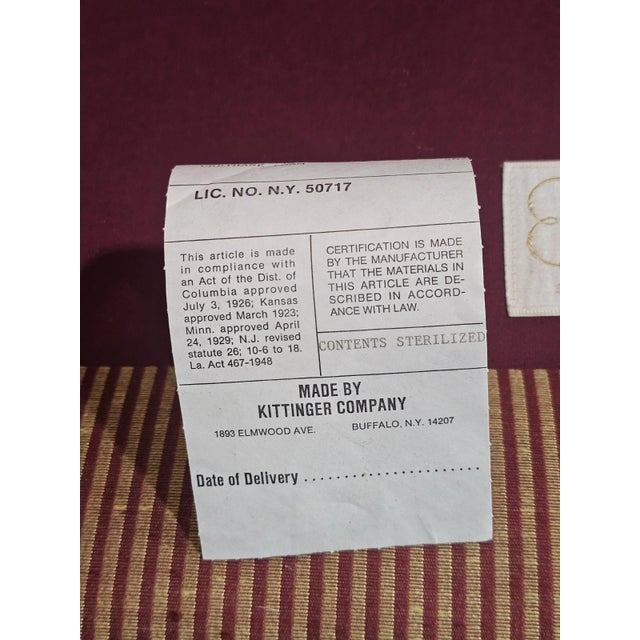 URETHANE FOAM
LIC. NO. N.Y. 50717
This article is made
in compliance with
an Act of the Dist. of
Columbia approved
July 3, 1926; Kansas
approved March 1923;
Minn. approved April
24, 1929; N.J. revised
statute 26; 10-6 to 18.
La. Act 467-1948
CERTIFICATION IS MADE
BY THE MANUFACTURER
THAT THE MATERIALS IN
THIS ARTICLE ARE DE-
SCRIBED IN ACCORD-
ANCE WITH LAW.
CONTENTS STERILIZED
MADE BY
KITTINGER COMPANY
1893 ELMWOOD AVE. BUFFALO, N.Y. 14207
Date of Delivery ........................